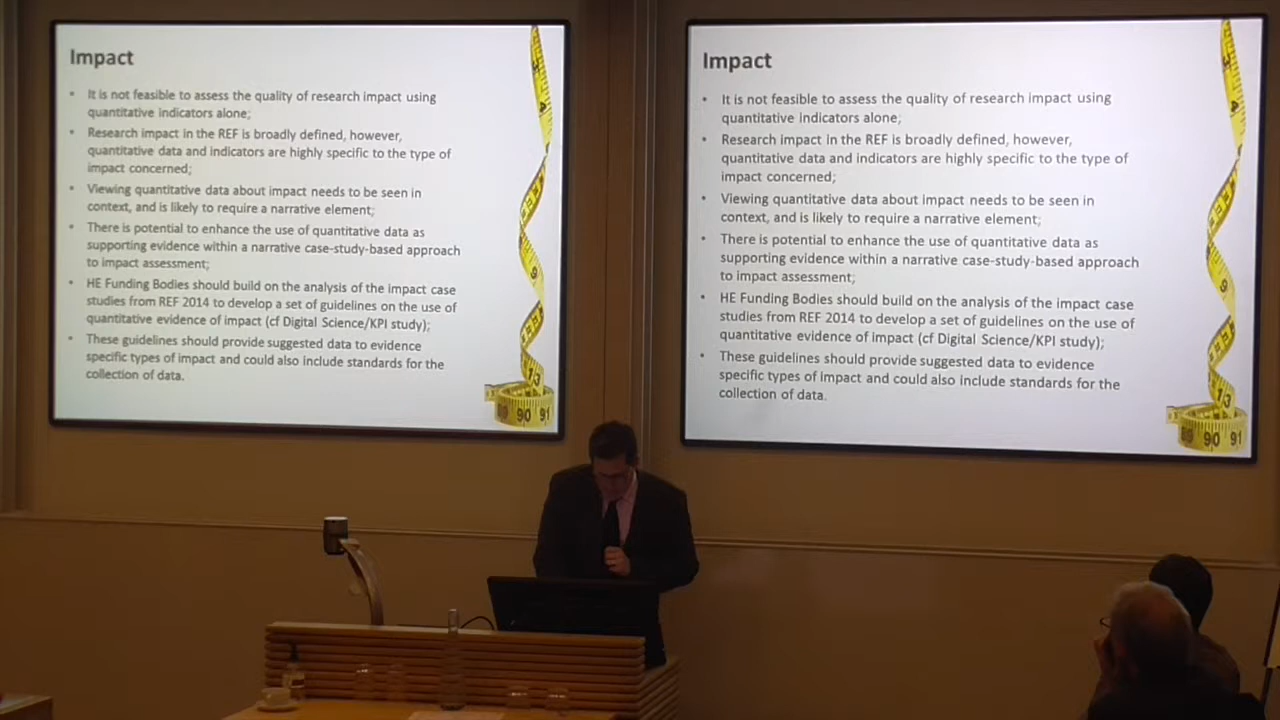 Impact
• It is not feasible to assess the quality of research impact using
quantitative indicators alone;
• Research impact in the REF is broadly defined, however,
quantitative data and indicators are highly specific to the type of
impact concerned;
• Viewing quantitative data about impact needs to be seen in
context, and is likely to require a narrative element;
• There is potential to enhance the use of quantitative data as
supporting evidence within a narrative case-study-based approach
to impact assessment;
• HE Funding Bodies should build on the analysis of the impact case
studies from REF 2014 to develop a set of guidelines on the use of
quantitative evidence of impact (cf Digital Science/KPI study);
• These guidelines should provide suggested data to evidence
specific types of impact and could also include standards for the
collection of data.
4
9
13
89 90 91
Impact
• It is not feasible to assess the quality of research impact using
quantitative indicators alone;
• Research impact in the REF is broadly defined, however,
quantitative data and indicators are highly specific to the type of
impact concerned;
• Viewing quantitative data about impact needs to be seen in
context, and is likely to require a narrative element;
• There is potential to enhance the use of quantitative data as
supporting evidence within a narrative case-study-based approach
to impact assessment;
• HE Funding Bodies should build on the analysis of the impact case
studies from REF 2014 to develop a set of guidelines on the use of
quantitative evidence of impact (cf Digital Science/KPI study);
• These guidelines should provide suggested data to evidence
specific types of impact and could also include standards for the
collection of data.
4
9
13
89 90 91